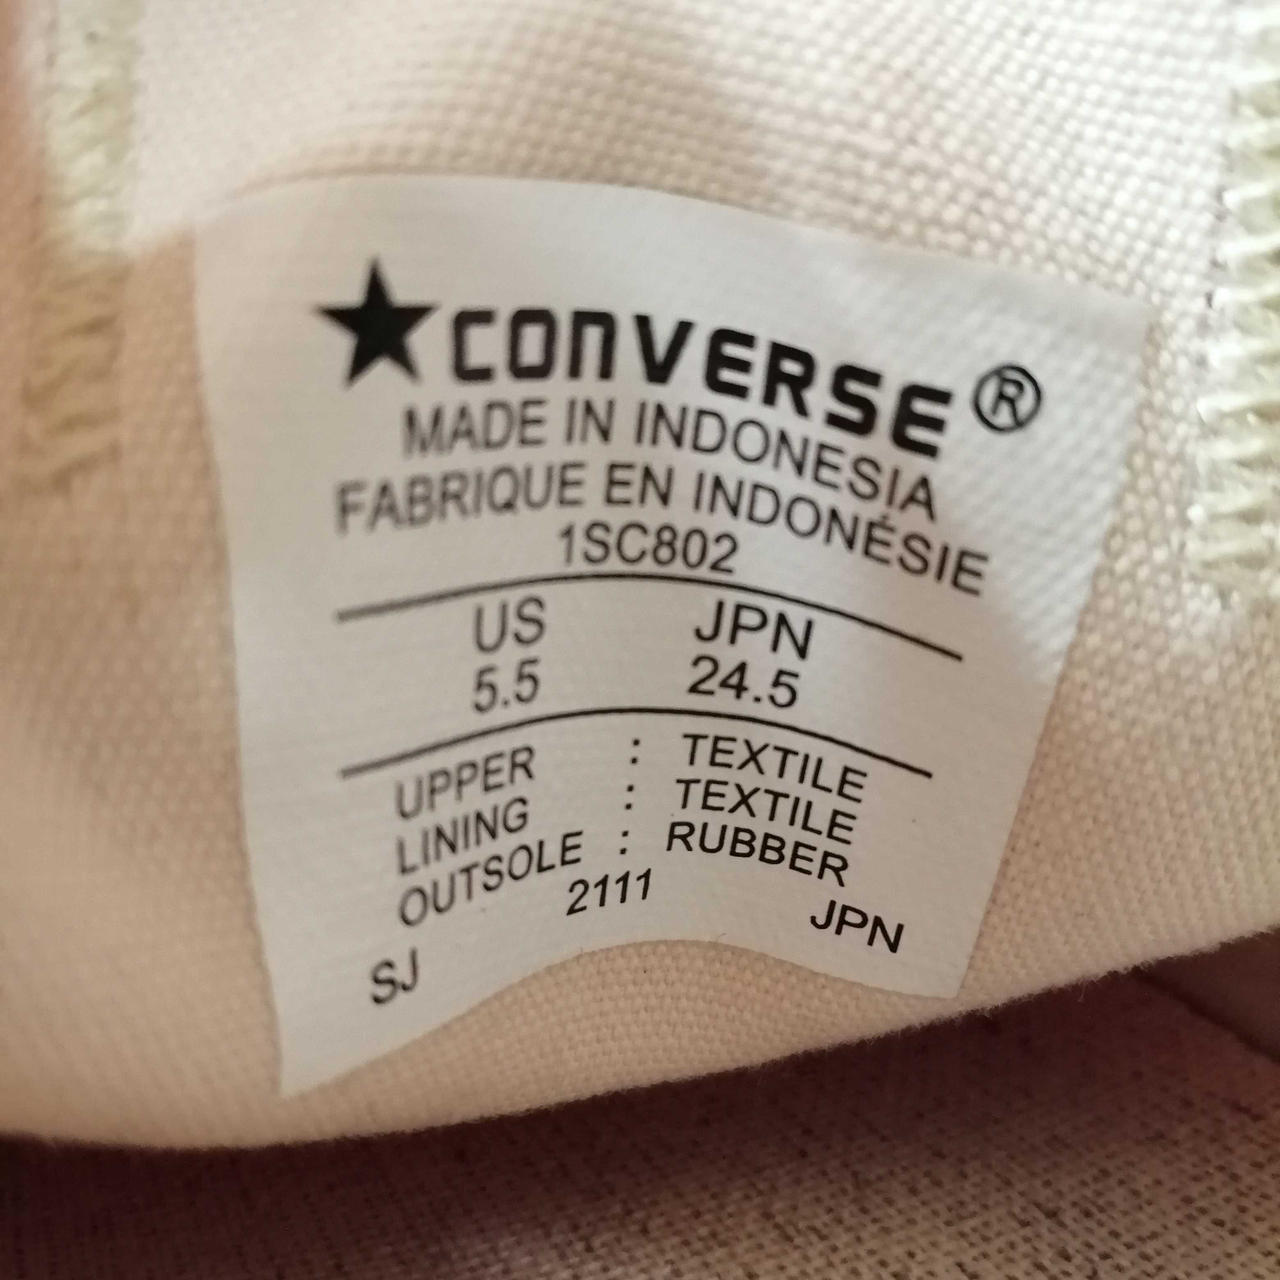 ★CONVERSE®
MADE IN INDONESIA
FABRIQUE EN INDONÉSIE
1SC802
US JPN
5.5 24.5
UPPER : TEXTILE
LINING : TEXTILE
OUTSOLE : RUBBER
2111
SJ JPN